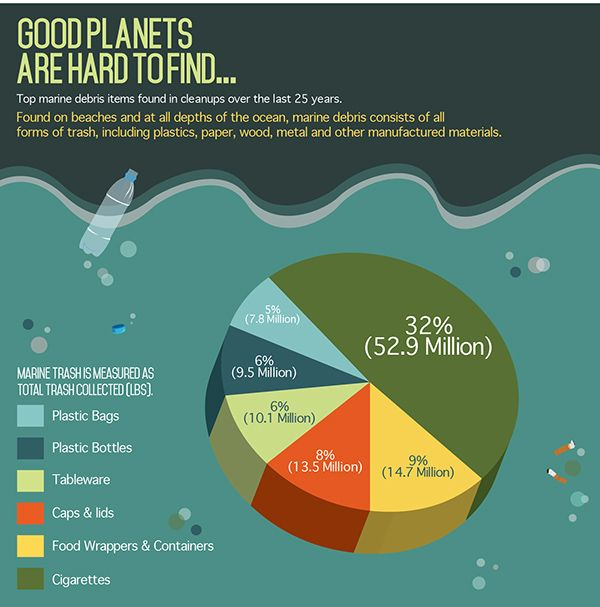 GOOD PLANETS
ARE HARD TO FIND...
Top marine debris items found in cleanups over the last 25 years.
Found on beaches and at all depths of the ocean, marine debris consists of all
forms of trash, including plastics, paper, wood, metal and other manufactured materials.
5%
(7.8 Million)
32%
(52.9 Million)
6%
(9.5 Million)
6%
(10.1 Million)
8%
(13.5 Million)
9%
(14.7 Million)
MARINE TRASH IS MEASURED AS
TOTAL TRASH COLLECTED (LBS).
Plastic Bags
Plastic Bottles
Tableware
Caps & lids
Food Wrappers & Containers
Cigarettes